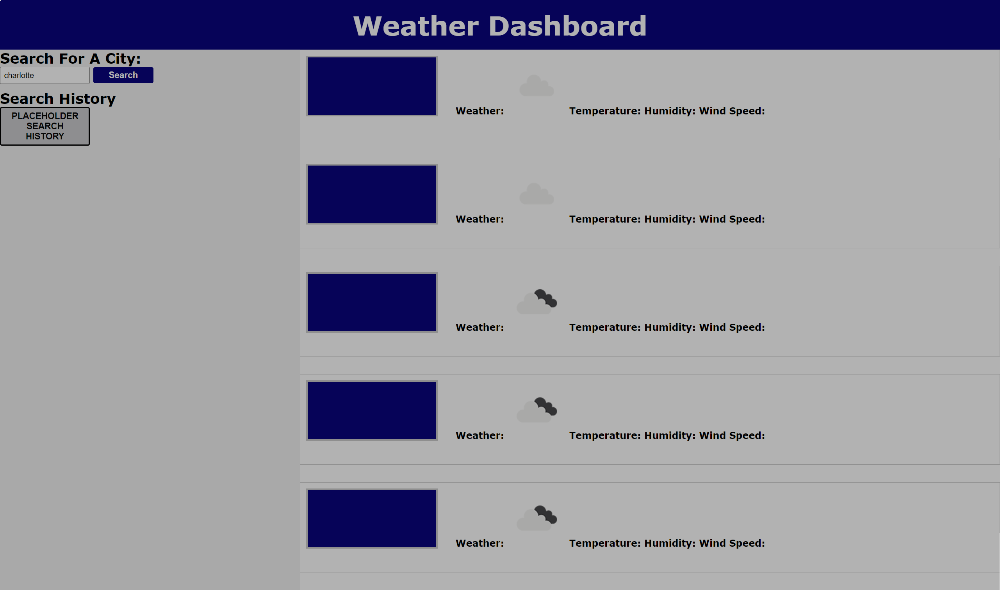 Weather Dashboard
Search For A City:
charlotte Search
Search History
PLACEHOLDER
SEARCH
HISTORY
Weather: Temperature: Humidity: Wind Speed:
Weather: Temperature: Humidity: Wind Speed:
Weather: Temperature: Humidity: Wind Speed:
Weather: Temperature: Humidity: Wind Speed:
Weather: Temperature: Humidity: Wind Speed: